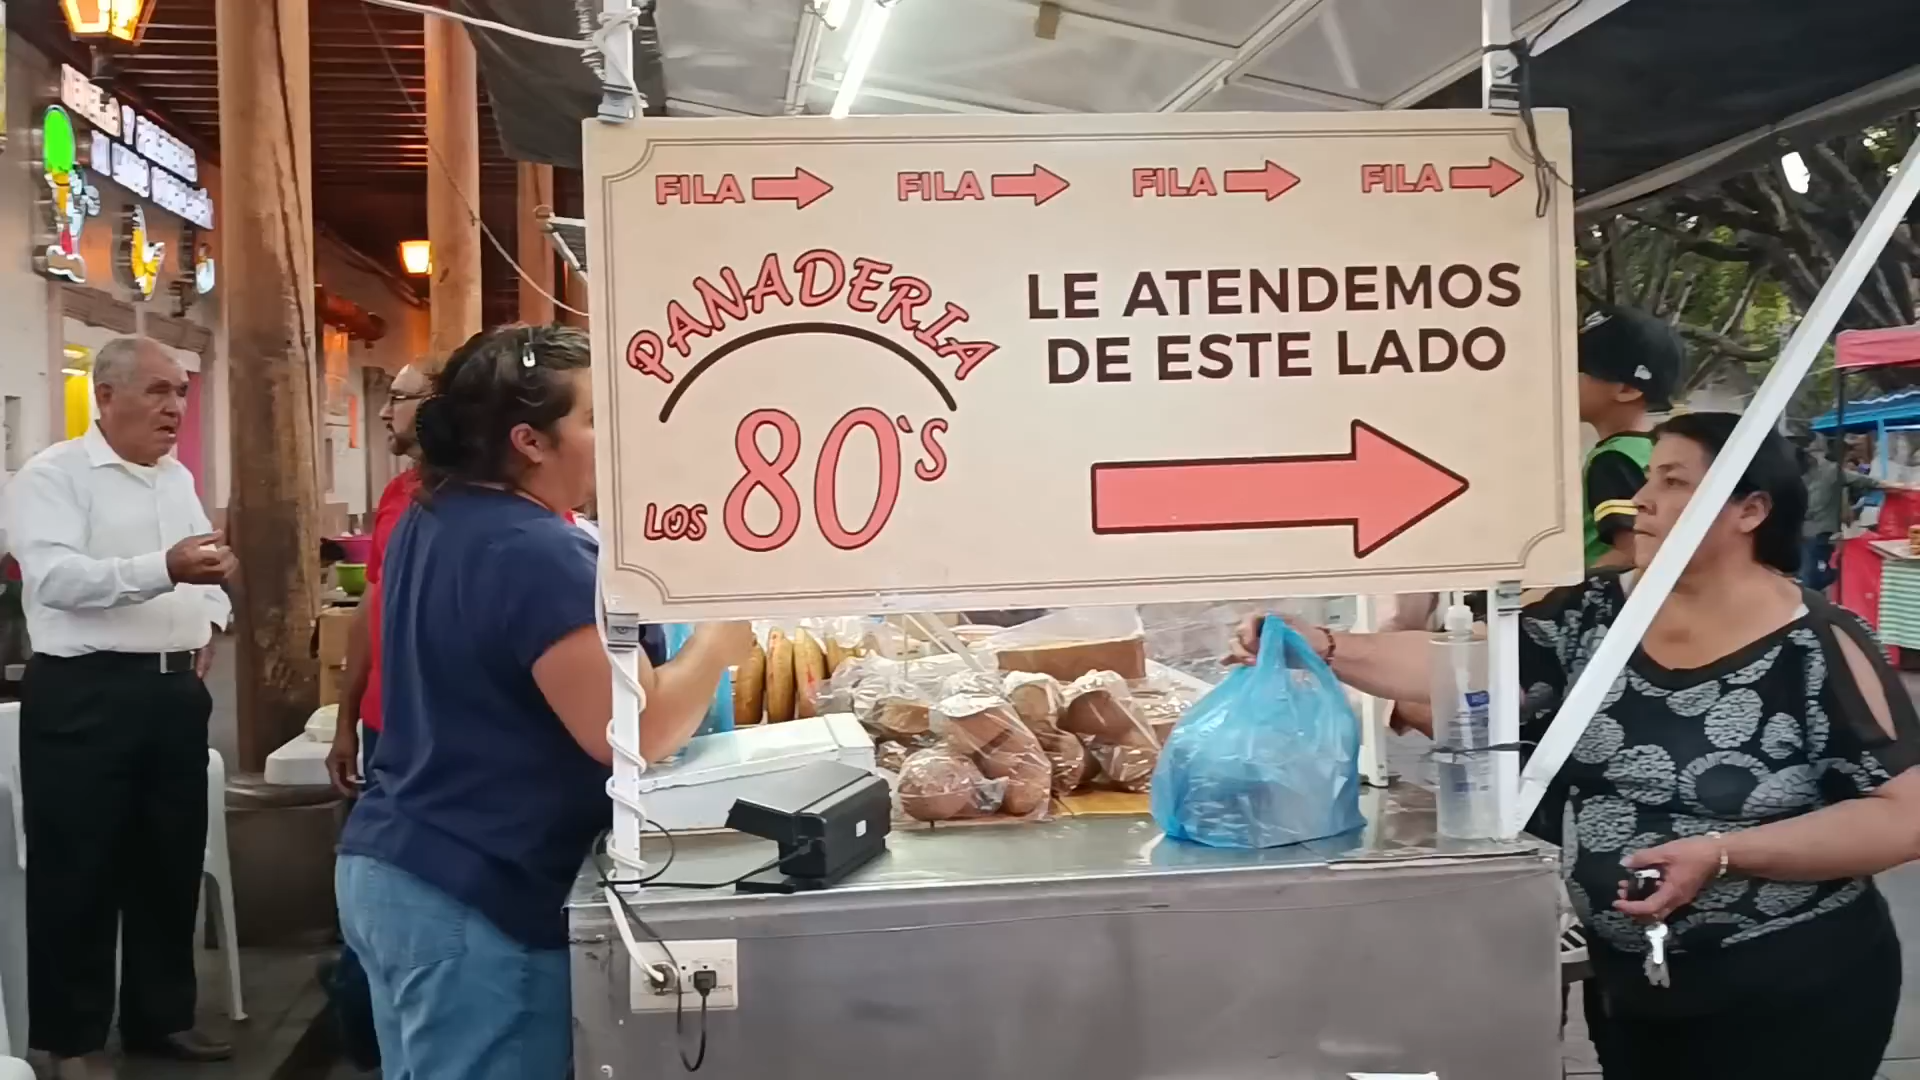 FILA FILA FILA FILA
PANADERIA
LOS 80`S
LE ATENDEMOS
DE ESTE LADO